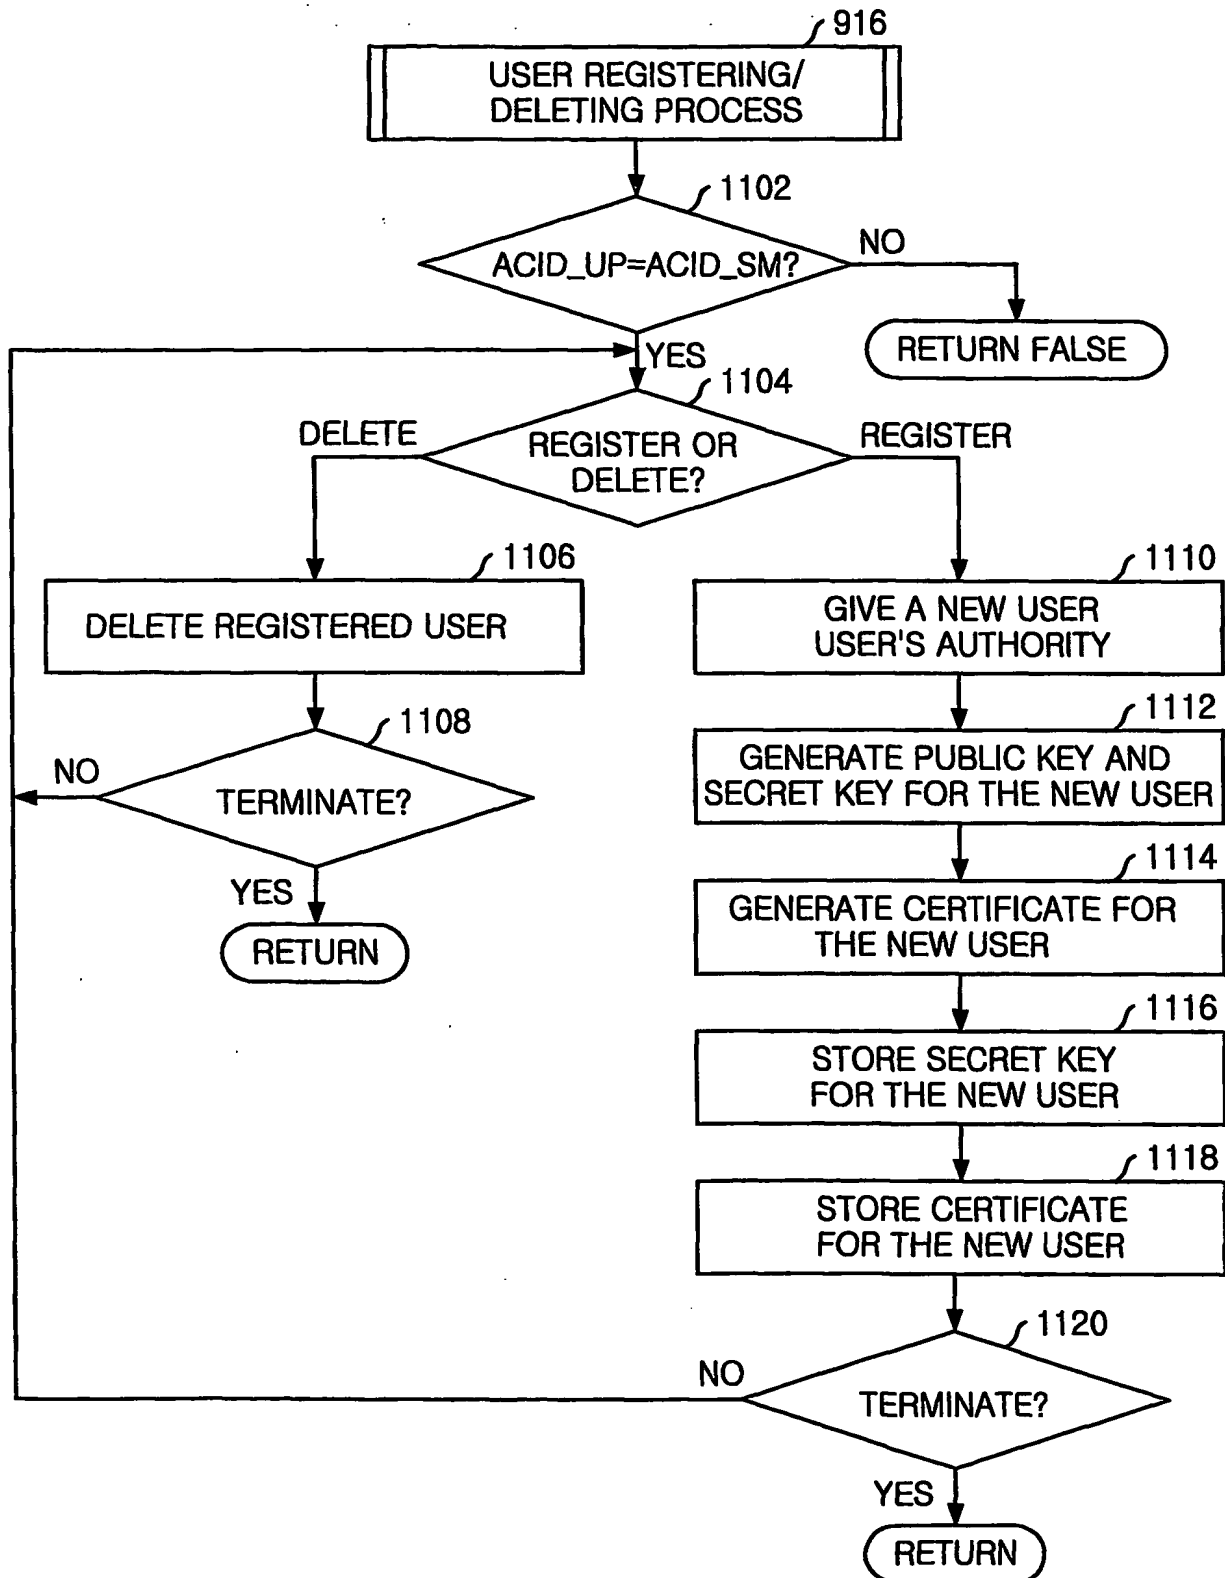 916
USER REGISTERING/
DELETING PROCESS
1102
ACID_UP=ACID_SM?
NO
RETURN FALSE
YES
1104
DELETE
REGISTER OR
DELETE?
REGISTER
1106
DELETE REGISTERED USER
1110
GIVE A NEW USER
USER'S AUTHORITY
1108
NO
TERMINATE?
YES
RETURN
1112
GENERATE PUBLIC KEY AND
SECRET KEY FOR THE NEW USER
1114
GENERATE CERTIFICATE FOR
THE NEW USER
1116
STORE SECRET KEY
FOR THE NEW USER
1118
STORE CERTIFICATE
FOR THE NEW USER
1120
NO
TERMINATE?
YES
RETURN